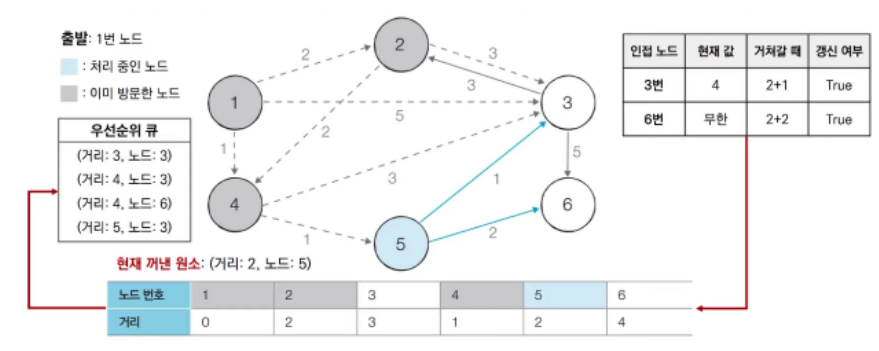 출발: 1번 노드
: 처리 중인 노드
: 이미 방문한 노드
우선순위 큐
(거리: 3, 노드: 3)
(거리: 4, 노드: 3)
(거리: 4, 노드: 6)
(거리: 5, 노드: 3)
1
2
3
4
5
6
2
3
3
5
1
2
3
1
1
2
5
인접 노드 현재 값 거쳐갈 때 갱신 여부
3번 4 2+1 True
6번 무한 2+2 True
현재 꺼낸 원소: (거리: 2, 노드: 5)
노드 번호 1 2 3 4 5 6
거리 0 2 3 1 2 4